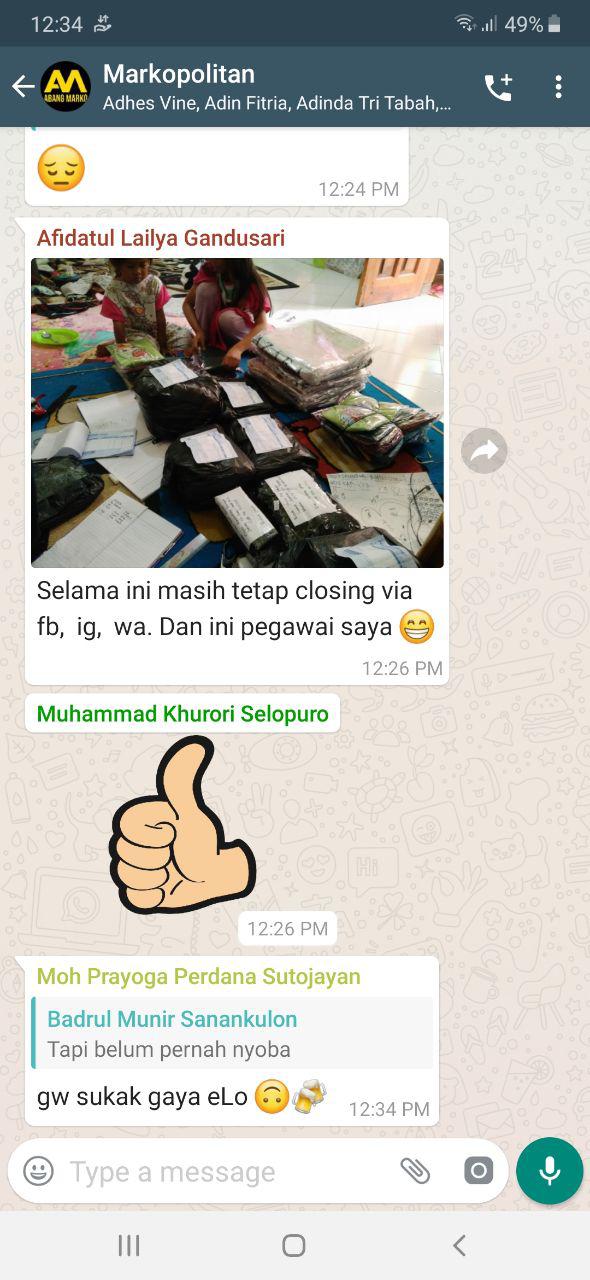 12:34
49%
Markopolitan
ABANG MARKO
Adhes Vine, Adin Fitria, Adinda Tri Tabah,...
12:24 PM
Afidatul Lailya Gandusari
Selama ini masih tetap closing via
fb, ig, wa. Dan ini pegawai saya 😁
12:26 PM
Muhammad Khurori Selopuro
12:26 PM
Moh Prayoga Perdana Sutojayan
Badrul Munir Sanankulon
Tapi belum pernah nyoba
gw sukak gaya eLo 🙃🍻
12:34 PM
Type a message